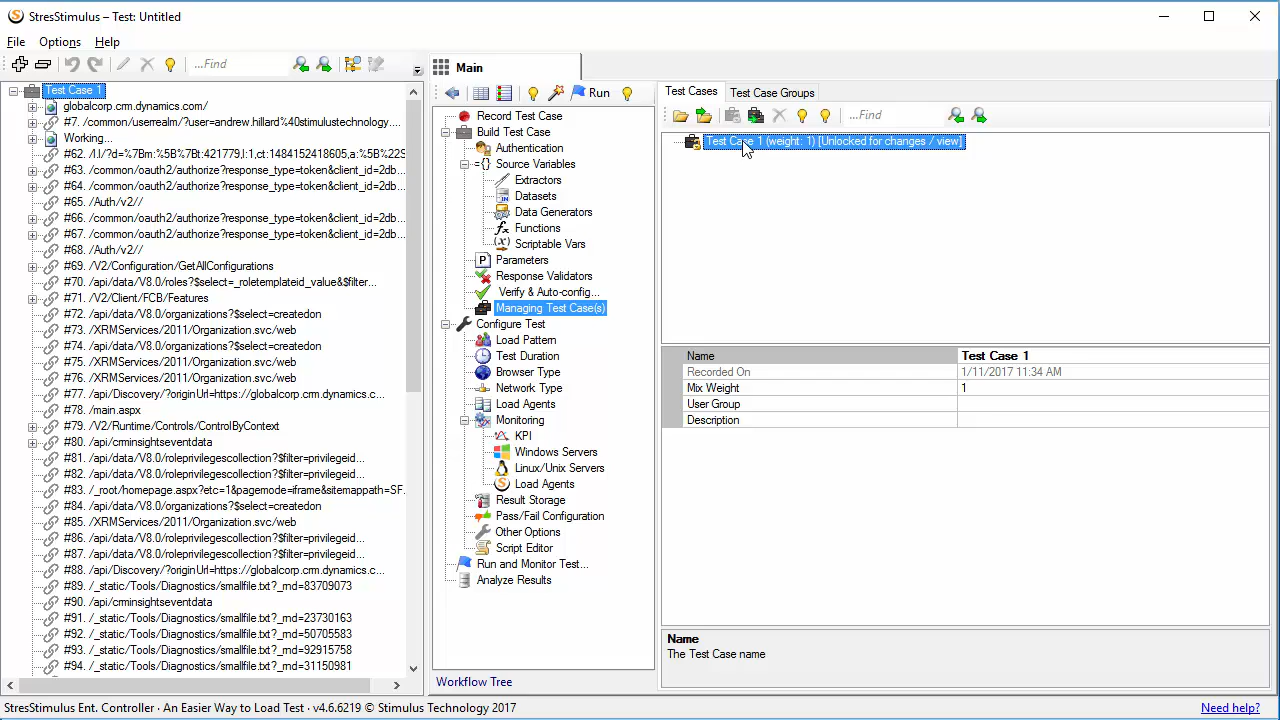 StresStimulus – Test: Untitled
File Options Help
...Find
Test Case 1
globalcorp.crm.dynamics.com/
#7. /common/userrealm/?user=andrew.hillard%40stimulustechnology....
Working...
#63. /common/oauth2/authorize?response_type=token&client_id=2db...
#64. /common/oauth2/authorize?response_type=token&client_id=2db...
#65. /Auth/v2//
#66. /common/oauth2/authorize?response_type=token&client_id=2db...
#67. /common/oauth2/authorize?response_type=token&client_id=2db...
#68. /Auth/v2//
#69. /V2/Configuration/GetAllConfigurations
#70. /api/data/V8.0/roles?$select=_roletemplateid_value&$filter...
#71. /V2/Client/FCB/Features
#72. /api/data/V8.0/organizations?$select=createdon
#73. /XRMServices/2011/Organization.svc/web
#74. /api/data/V8.0/organizations?$select=createdon
#75. /XRMServices/2011/Organization.svc/web
#76. /XRMServices/2011/Organization.svc/web
#77. /api/Discovery/?originUrl=https://globalcorp.crm.dynamics.c...
#78. /main.aspx
#79. /V2/Runtime/Controls/ControlByContext
#80. /api/crminsightseventdata
#81. /api/data/V8.0/roleprivilegescollection?$filter=privilegeid...
#82. /api/data/V8.0/roleprivilegescollection?$filter=privilegeid...
#83. /_root/homepage.aspx?etc=1&pagemode=iframe&sitemappath=SF
#84. /api/data/V8.0/organizations?$select=createdon
#85. /XRMServices/2011/Organization.svc/web
#86. /api/data/V8.0/roleprivilegescollection?$filter=privilegeid...
#87. /api/data/V8.0/roleprivilegescollection?$filter=privilegeid...
#88. /api/Discovery/?originUrl=https://globalcorp.crm.dynamics.c...
#89. /_static/Tools/Diagnostics/smallfile.txt?_rnd=83709073
#90. /api/crminsightseventdata
#91. /_static/Tools/Diagnostics/smallfile.txt?_rnd=23730163
#92. /_static/Tools/Diagnostics/smallfile.txt?_rnd=50705583
#93. /_static/Tools/Diagnostics/smallfile.txt?_rnd=92915758
#94. /_static/Tools/Diagnostics/smallfile.txt?_rnd=31150981
Main
Run
Record Test Case
Build Test Case
Authentication
Source Variables
Extractors
Datasets
Data Generators
Functions
Scriptable Vars
Parameters
Response Validators
Verify & Auto-config...
Managing Test Case(s)
Configure Test
Load Pattern
Test Duration
Browser Type
Network Type
Load Agents
Monitoring
KPI
Windows Servers
Linux/Unix Servers
Load Agents
Result Storage
Pass/Fail Configuration
Other Options
Script Editor
Run and Monitor Test...
Analyze Results
Workflow Tree
Test Cases Test Case Groups
...Find
Test Case 1 (weight: 1) [Unlocked for changes / view]
Name Test Case 1
Recorded On 1/11/2017 11:34 AM
Mix Weight 1
User Group
Description
Name
The Test Case name
StresStimulus Ent. Controller · An Easier Way to Load Test · v4.6.6219 © Stimulus Technology 2017
Need help?